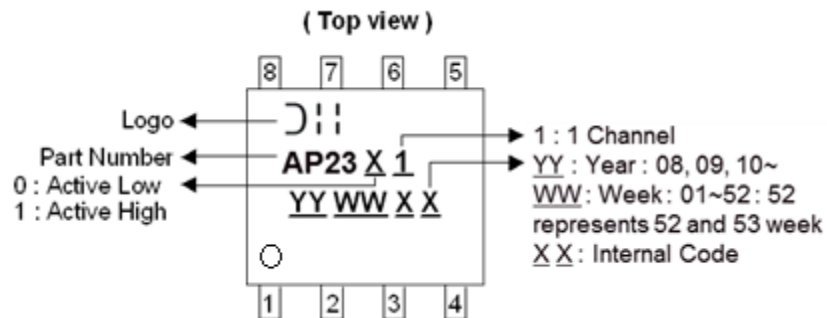 ( Top view )
8 7 6 5
Logo
Part Number
0 : Active Low
1 : Active High
AP23 X 1
YY WW X X
1 : 1 Channel
YY : Year : 08, 09, 10~
WW : Week : 01~52 : 52
represents 52 and 53 week
X X : Internal Code
1 2 3 4